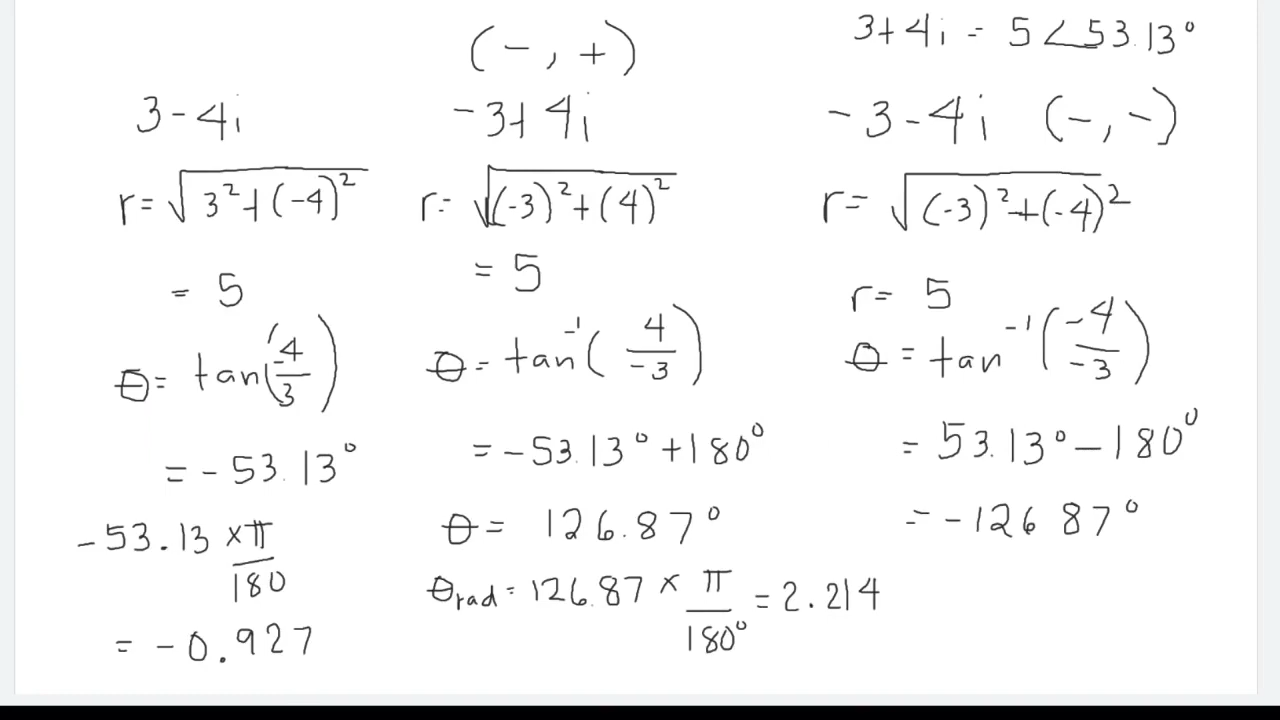 3+4i = 5∠53.13°
(-, +)
3-4i
r= √(3²+(-4)²)
= 5
θ= tan⁻¹(-4/3)
= -53.13°
-53.13 × π/180
= -0.927
-3+4i
r= √((-3)²+(4)²)
= 5
θ= tan⁻¹(4/-3)
= -53.13°+180°
θ= 126.87°
θrad= 126.87 × π/180° = 2.214
-3-4i (-, -)
r= √((-3)²+(-4)²)
r= 5
θ= tan⁻¹(-4/-3)
= 53.13°-180°
= -126 87°